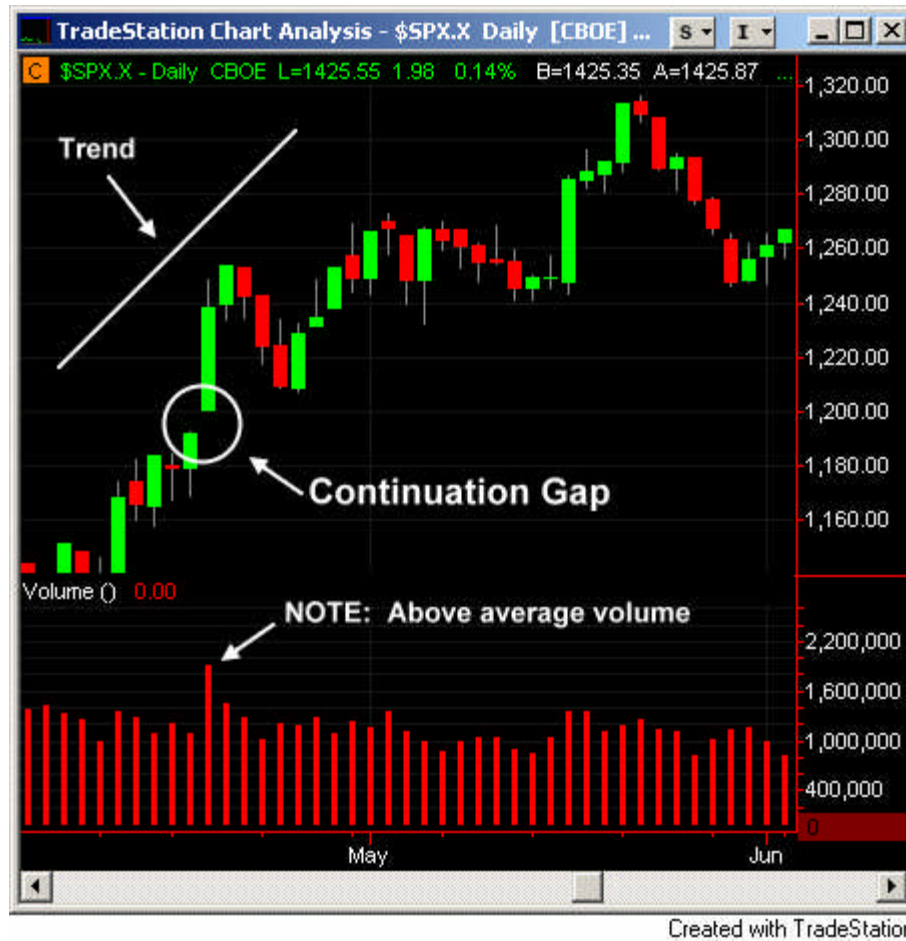 TradeStation Chart Analysis - $SPX.X Daily [CBOE] ...
S
I
C $SPX.X - Daily CBOE L=1425.55 1.98 0.14% B=1425.35 A=1425.87 ...
1,320.00
Trend
1,300.00
1,280.00
1,260.00
1,240.00
1,220.00
1,200.00
1,180.00
Continuation Gap
1,160.00
Volume () 0.00
NOTE: Above average volume
2,200,000
1,600,000
1,000,000
400,000
0
May
Jun
Created with TradeStation